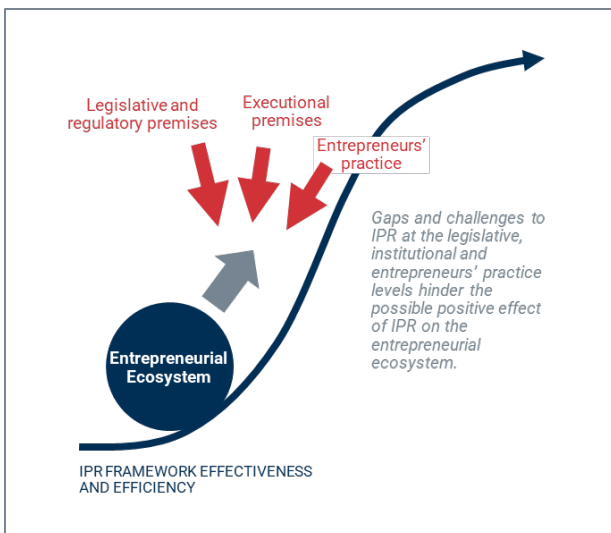 Legislative and
regulatory premises
Executional
premises
Entrepreneurs’
practice
Gaps and challenges to
IPR at the legislative,
institutional and
entrepreneurs’ practice
levels hinder the
possible positive effect
of IPR on the
entrepreneurial
ecosystem.
Entrepreneurial
Ecosystem
IPR FRAMEWORK EFFECTIVENESS
AND EFFICIENCY